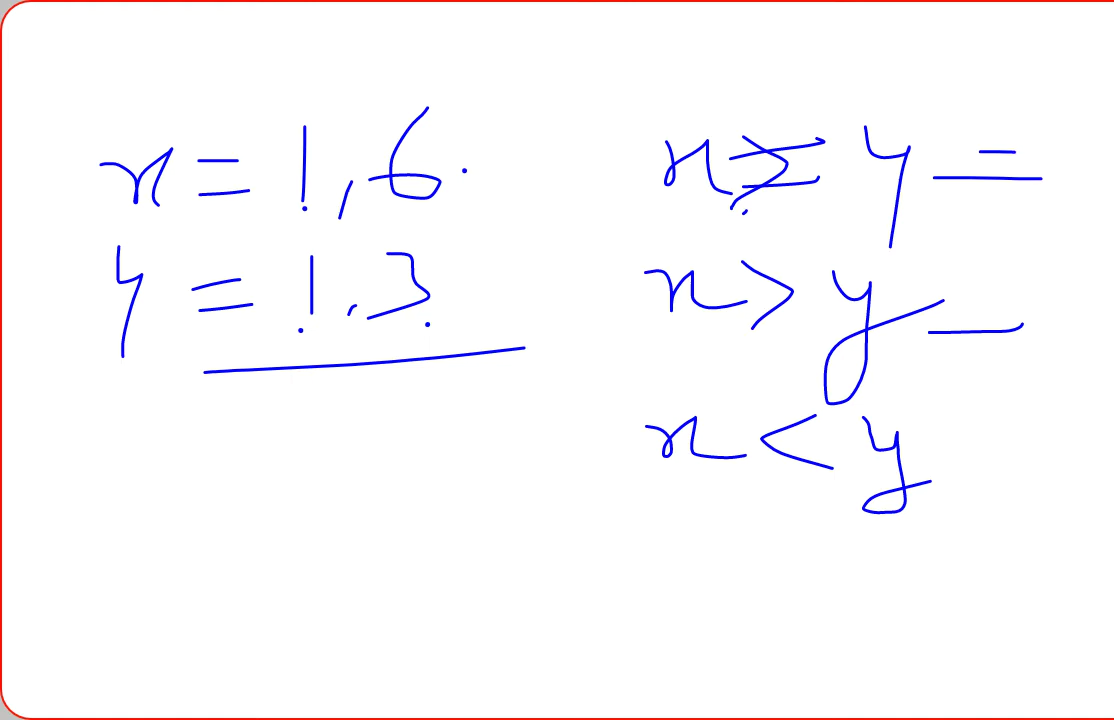 x = 1, 6.
y = 1, 3
x ≥ y =
x > y —
x < y